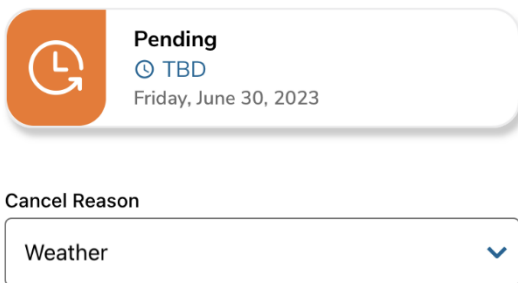 Pending
TBD
Friday, June 30, 2023
Cancel Reason
Weather